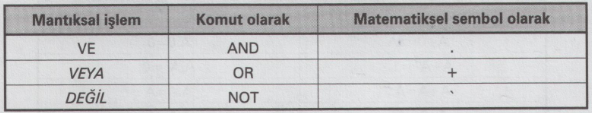 Mantıksal işlem Komut olarak Matematiksel sembol olarak
VE AND .
VEYA OR +
DEĞİL NOT `